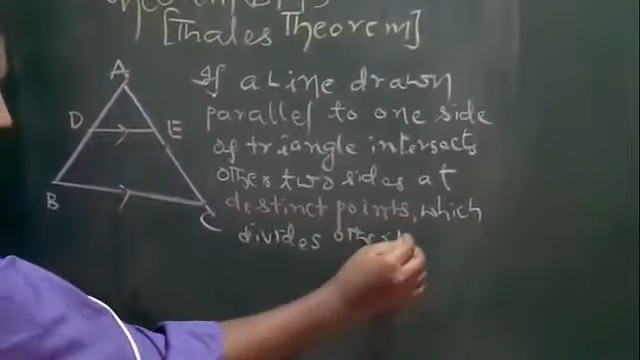 [Thales Theorem]
A
D
E
B
C
If a Line drawn
parallel to one side
of triangle intersects
other two sides at
distinct points, which
divides other